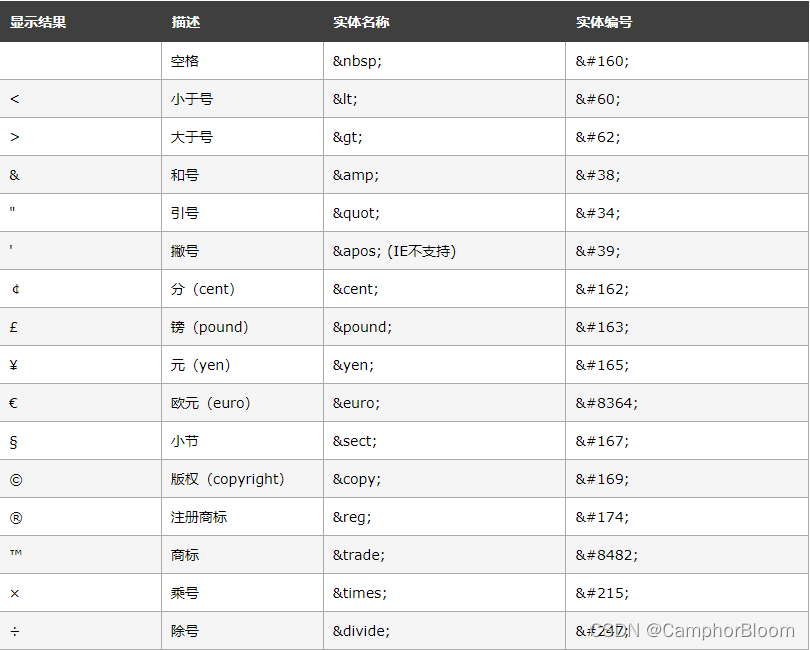 显示结果 描述 实体名称 实体编号
空格 &nbsp; &#160;
< 小于号 &lt; &#60;
> 大于号 &gt; &#62;
& 和号 &amp; &#38;
" 引号 &quot; &#34;
' 撇号 &apos; (IE不支持) &#39;
¢ 分（cent） &cent; &#162;
£ 镑（pound） &pound; &#163;
¥ 元（yen） &yen; &#165;
€ 欧元（euro） &euro; &#8364;
§ 小节 &sect; &#167;
© 版权（copyright） &copy; &#169;
® 注册商标 &reg; &#174;
™ 商标 &trade; &#8482;
× 乘号 &times; &#215;
÷ 除号 &divide; &#247;
CSDN @CamphorBloom